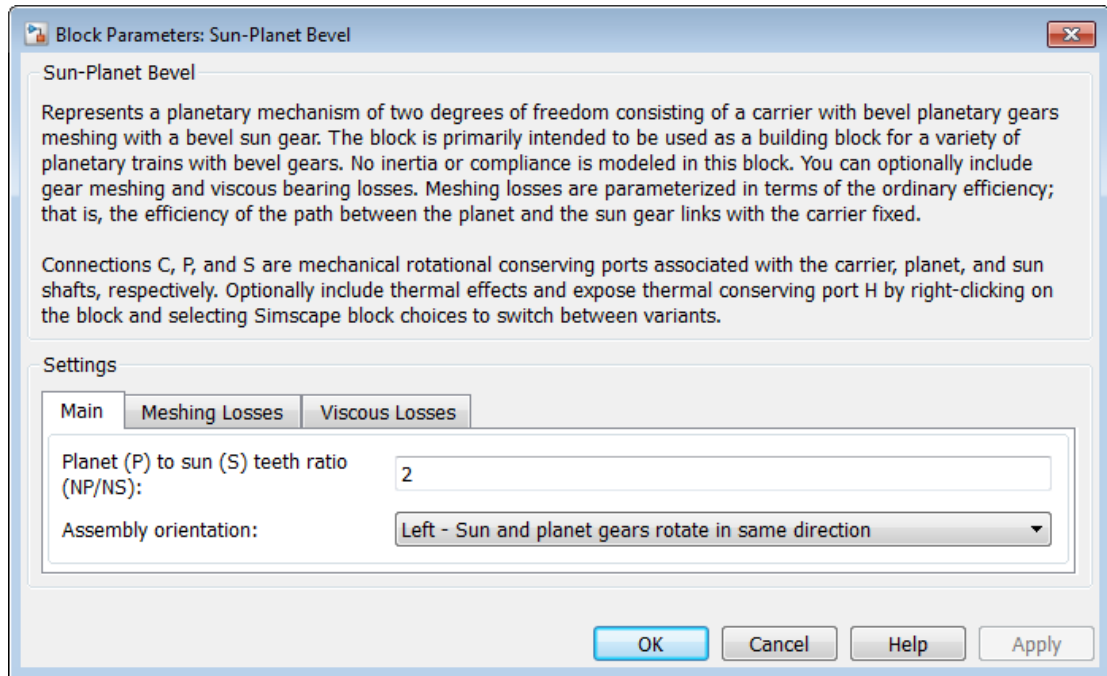 Block Parameters: Sun-Planet Bevel
Sun-Planet Bevel
Represents a planetary mechanism of two degrees of freedom consisting of a carrier with bevel planetary gears
meshing with a bevel sun gear. The block is primarily intended to be used as a building block for a variety of
planetary trains with bevel gears. No inertia or compliance is modeled in this block. You can optionally include
gear meshing and viscous bearing losses. Meshing losses are parameterized in terms of the ordinary efficiency;
that is, the efficiency of the path between the planet and the sun gear links with the carrier fixed.
Connections C, P, and S are mechanical rotational conserving ports associated with the carrier, planet, and sun
shafts, respectively. Optionally include thermal effects and expose thermal conserving port H by right-clicking on
the block and selecting Simscape block choices to switch between variants.
Settings
Main Meshing Losses Viscous Losses
Planet (P) to sun (S) teeth ratio
(NP/NS):
2
Assembly orientation: Left - Sun and planet gears rotate in same direction
OK Cancel Help Apply